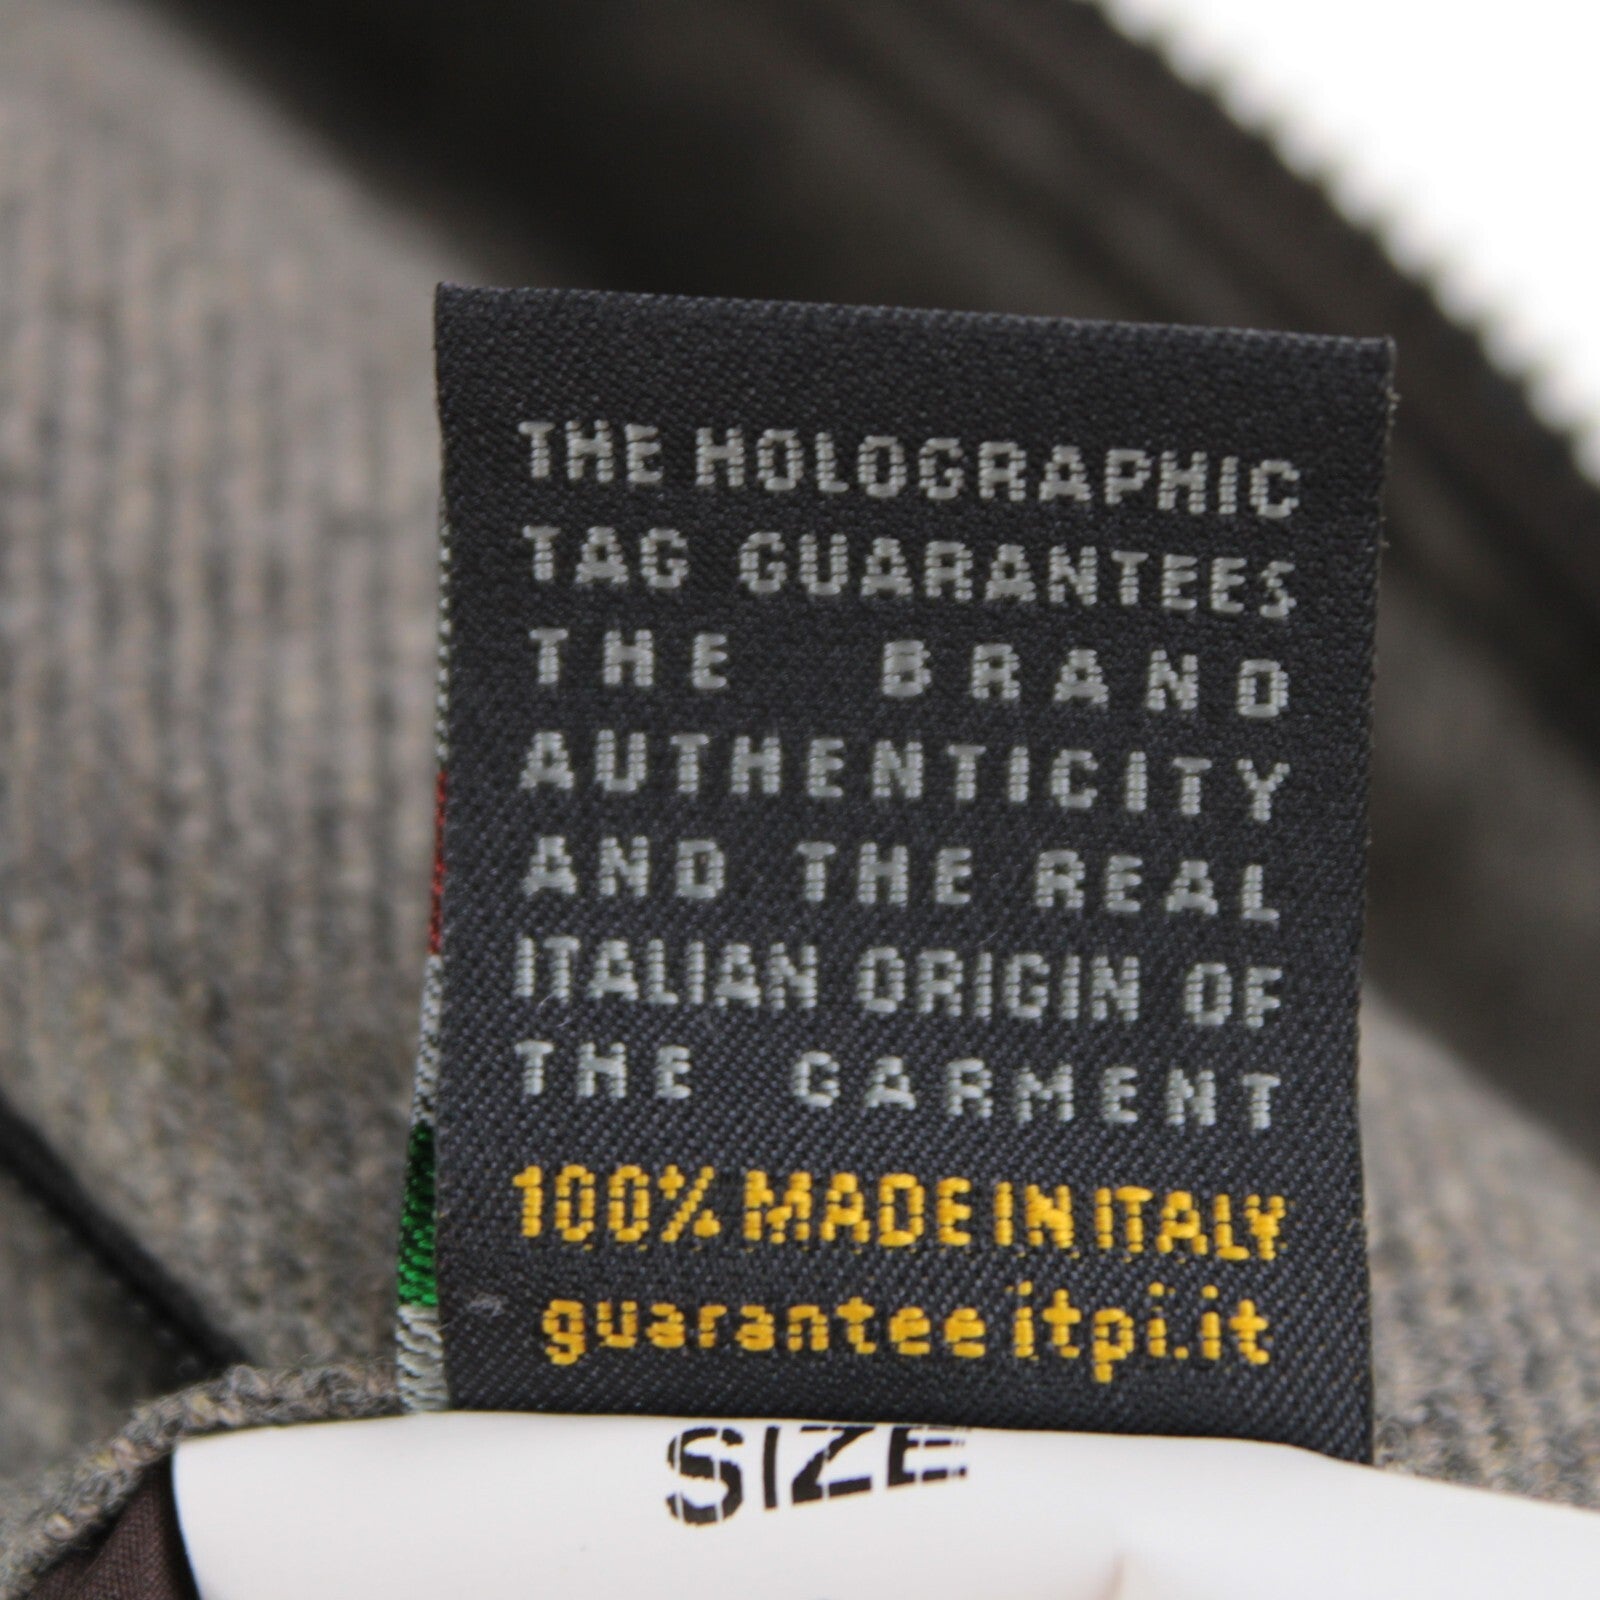 THE HOLOGRAPHIC
TAG GUARANTEES
THE BRAND
AUTHENTICITY
AND THE REAL
ITALIAN ORIGIN OF
THE GARMENT
100% MADE IN ITALY
guarantee itpi.it
SIZE